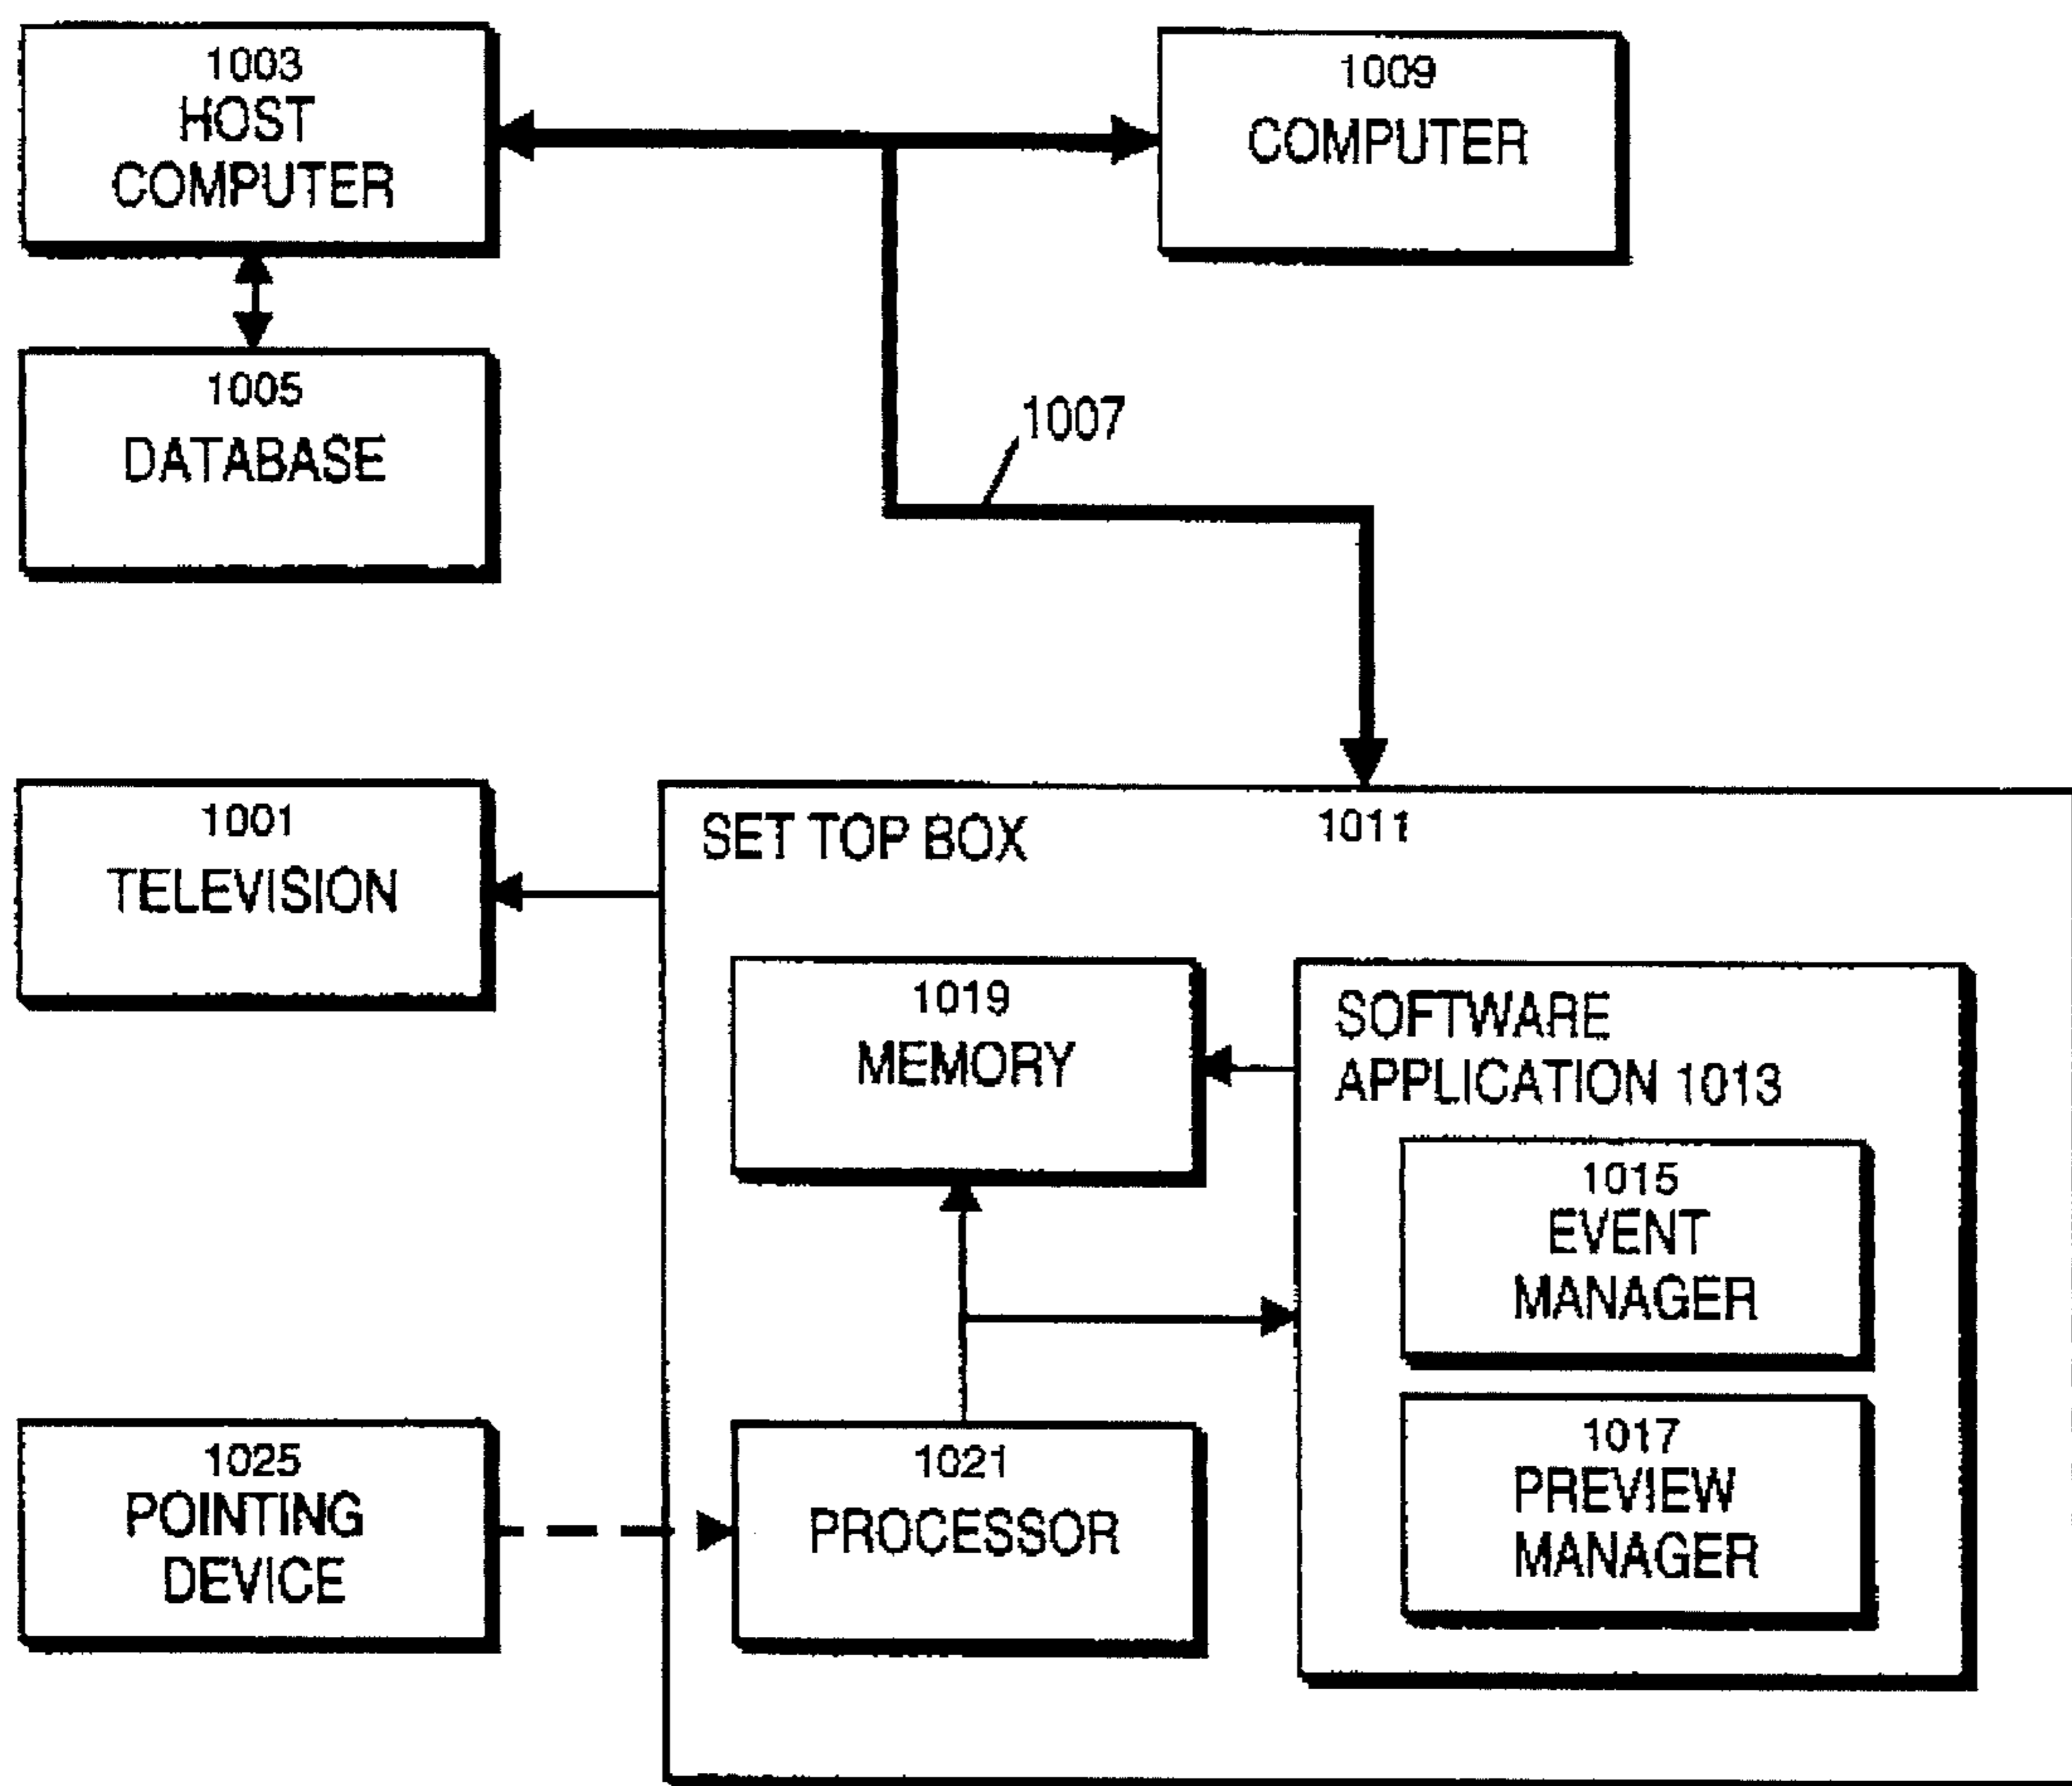 1003
HOST
COMPUTER
1009
COMPUTER
1005
DATABASE
1007
1001
TELEVISION
SET TOP BOX
1011
1019
MEMORY
SOFTWARE
APPLICATION 1013
1015
EVENT
MANAGER
1017
PREVIEW
MANAGER
1025
POINTING
DEVICE
1021
PROCESSOR